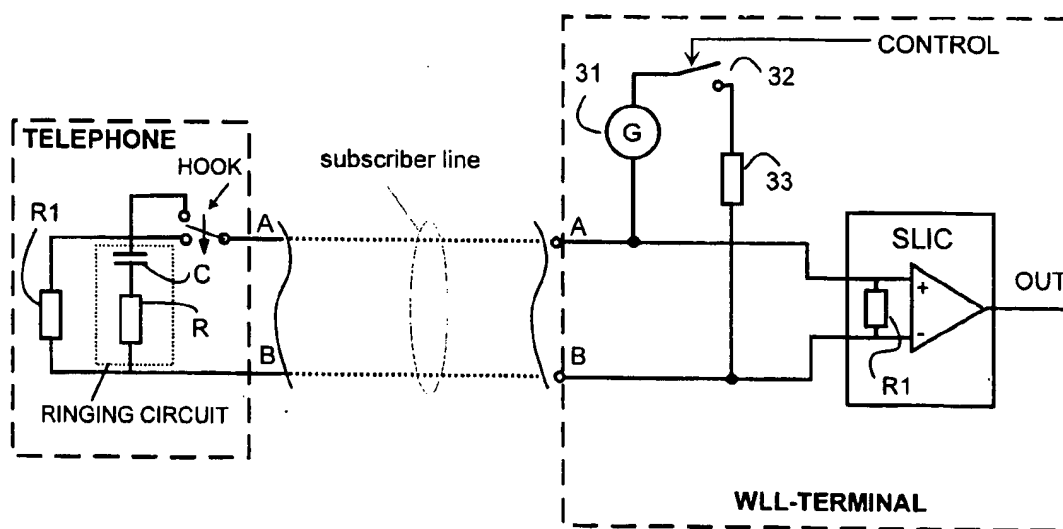 CONTROL
31
32
G
TELEPHONE
subscriber line
HOOK
33
R1
A
A
SLIC
C
+
OUT
R
-
B
B
R1
RINGING CIRCUIT
WLL-TERMINAL